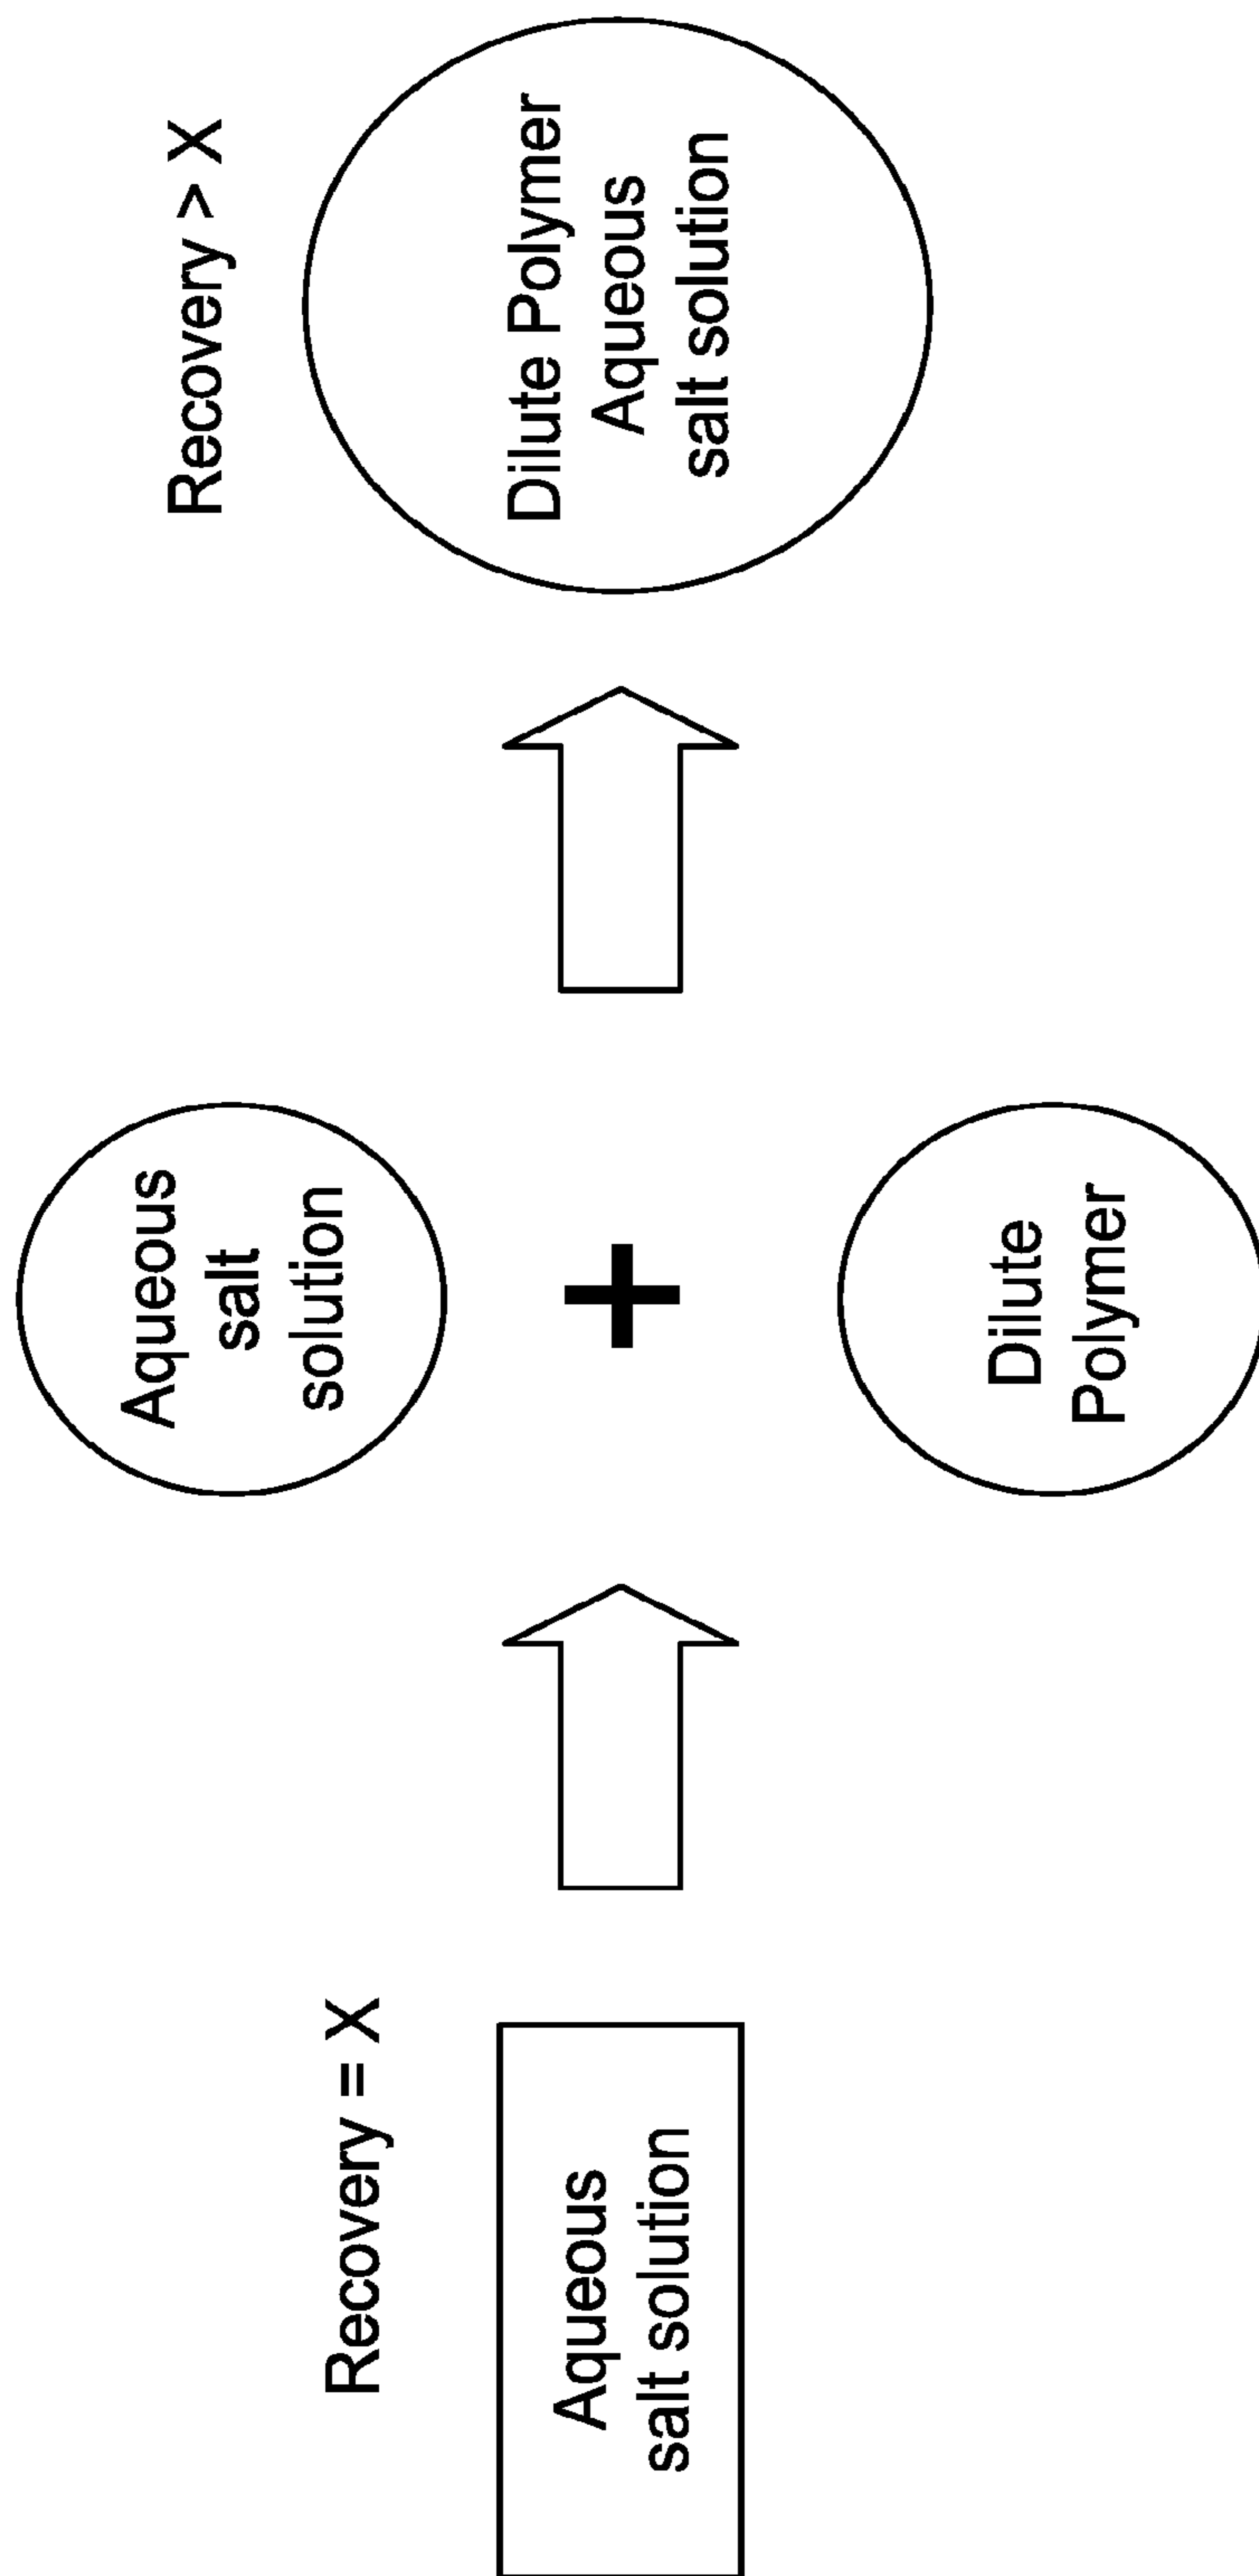 Recovery = X
Aqueous
salt solution
Aqueous
salt
solution
+
Dilute
Polymer
Recovery > X
Dilute Polymer
Aqueous
salt solution